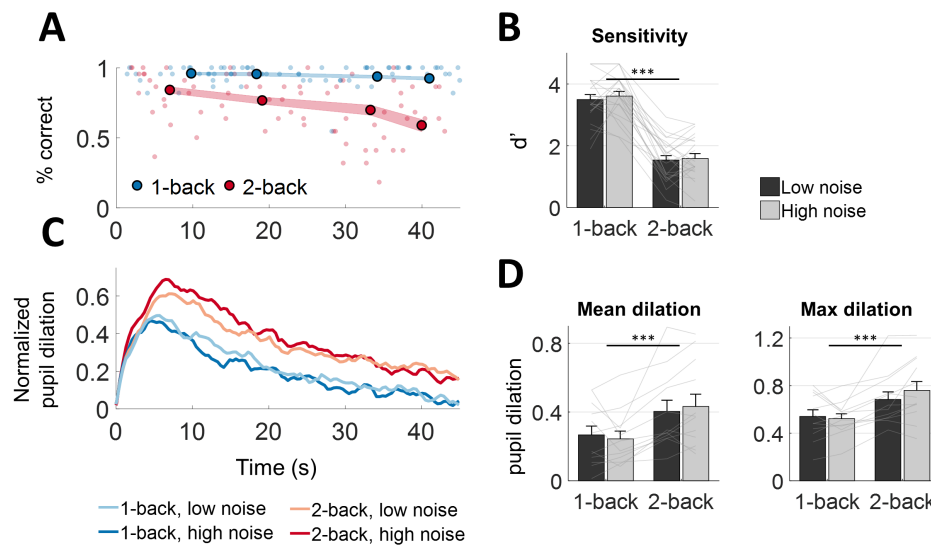 A
% correct
1
0.5
0
1-back
2-back
0
10
20
30
40
B
Sensitivity
***
d'
4
2
0
1-back
2-back
Low noise
High noise
C
Normalized
pupil dilation
0.6
0.4
0.2
0
0
10
20
30
40
Time (s)
1-back, low noise
1-back, high noise
2-back, low noise
2-back, high noise
D
Mean dilation
***
pupil dilation
0.8
0.4
0
1-back
2-back
Max dilation
***
1.2
0.8
0.4
0
1-back
2-back